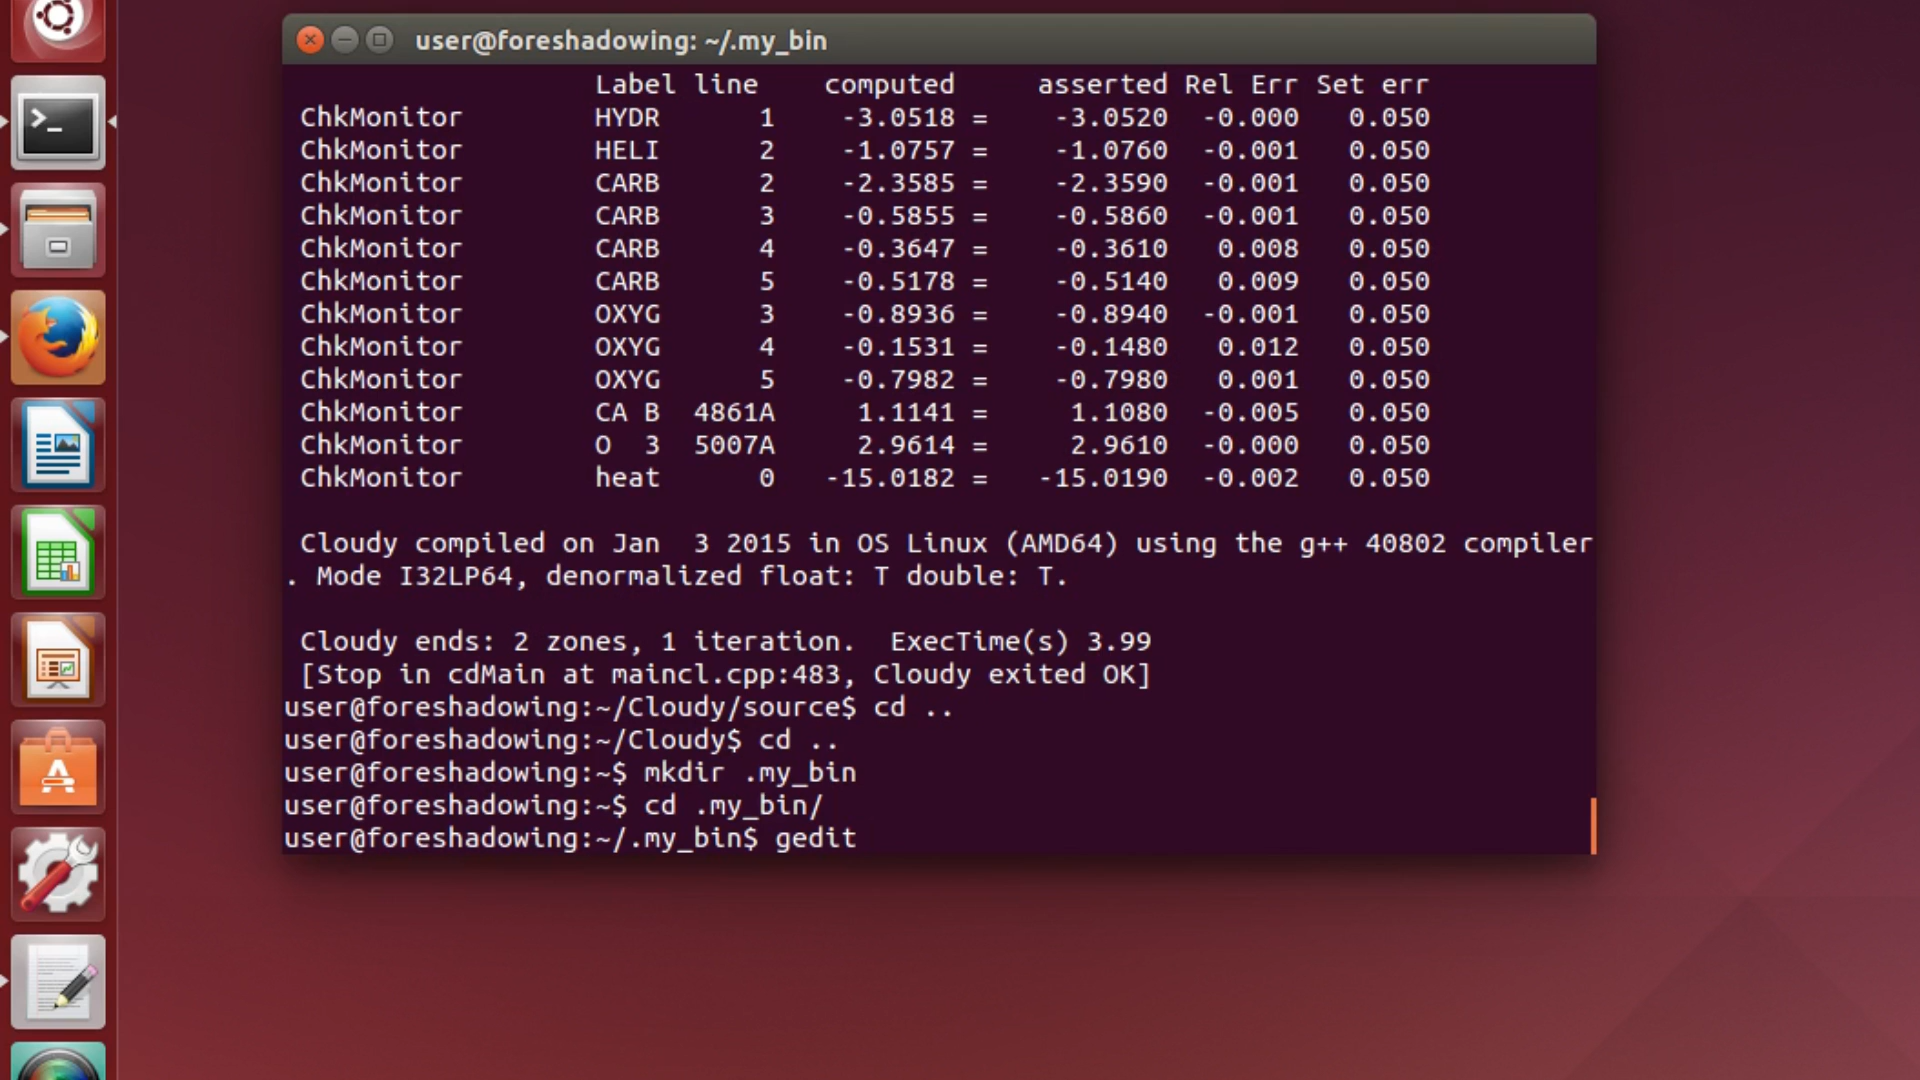 user@foreshadowing: ~/.my_bin
Label line computed asserted Rel Err Set err
ChkMonitor HYDR 1 -3.0518 = -3.0520 -0.000 0.050
ChkMonitor HELI 2 -1.0757 = -1.0760 -0.001 0.050
ChkMonitor CARB 2 -2.3585 = -2.3590 -0.001 0.050
ChkMonitor CARB 3 -0.5855 = -0.5860 -0.001 0.050
ChkMonitor CARB 4 -0.3647 = -0.3610 0.008 0.050
ChkMonitor CARB 5 -0.5178 = -0.5140 0.009 0.050
ChkMonitor OXYG 3 -0.8936 = -0.8940 -0.001 0.050
ChkMonitor OXYG 4 -0.1531 = -0.1480 0.012 0.050
ChkMonitor OXYG 5 -0.7982 = -0.7980 0.001 0.050
ChkMonitor CA B 4861A 1.1141 = 1.1080 -0.005 0.050
ChkMonitor O 3 5007A 2.9614 = 2.9610 -0.000 0.050
ChkMonitor heat 0 -15.0182 = -15.0190 -0.002 0.050
Cloudy compiled on Jan 3 2015 in OS Linux (AMD64) using the g++ 40802 compiler
. Mode I32LP64, denormalized float: T double: T.
Cloudy ends: 2 zones, 1 iteration. ExecTime(s) 3.99
[Stop in cdMain at maincl.cpp:483, Cloudy exited OK]
user@foreshadowing:~/Cloudy/source$ cd ..
user@foreshadowing:~/Cloudy$ cd ..
user@foreshadowing:~$ mkdir .my_bin
user@foreshadowing:~$ cd .my_bin/
user@foreshadowing:~/.my_bin$ gedit